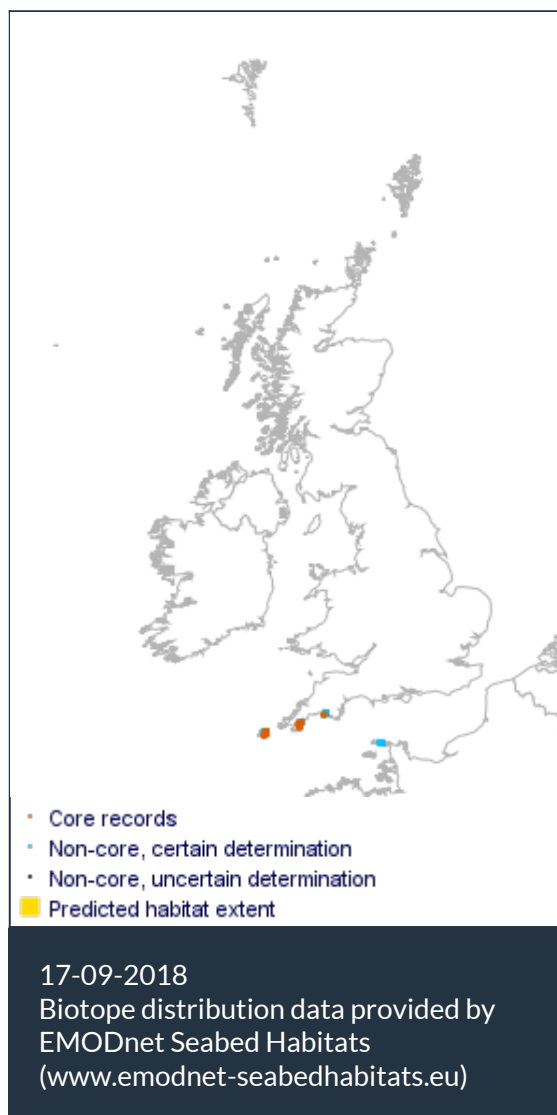 Core records
Non-core, certain determination
Non-core, uncertain determination
Predicted habitat extent
17-09-2018
Biotope distribution data provided by
EMODnet Seabed Habitats
(www.emodnet-seabedhabitats.eu)